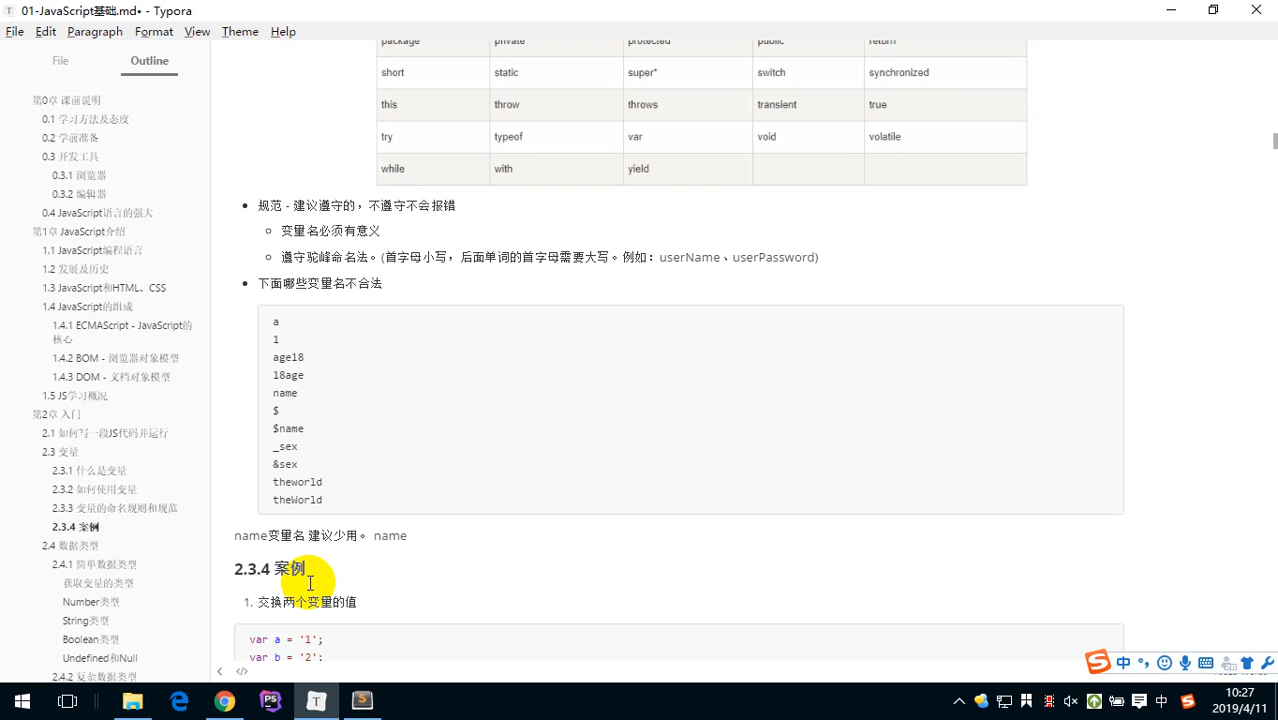 01-JavaScript基础.md• - Typora
File Edit Paragraph Format View Theme Help
File Outline
第0章 课前说明
0.1 学习方法及态度
0.2 学前准备
0.3 开发工具
0.3.1 浏览器
0.3.2 编辑器
0.4 JavaScript语言的强大
第1章 JavaScript介绍
1.1 JavaScript编程语言
1.2 发展及历史
1.3 JavaScript和HTML、CSS
1.4 JavaScript的组成
1.4.1 ECMAScript - JavaScript的
核心
1.4.2 BOM - 浏览器对象模型
1.4.3 DOM - 文档对象模型
1.5 JS学习概况
第2章 入门
2.1 如何写一段JS代码并运行
2.3 变量
2.3.1 什么是变量
2.3.2 如何使用变量
2.3.3 变量的命名规则和规范
2.3.4 案例
2.4 数据类型
2.4.1 简单数据类型
获取变量的类型
Number类型
String类型
Boolean类型
Undefined和Null
2.4.2 复杂数据类型
package private protected public return
short static super* switch synchronized
this throw throws transient true
try typeof var void volatile
while with yield
规范 - 建议遵守的，不遵守不会报错
变量名必须有意义
遵守驼峰命名法。(首字母小写，后面单词的首字母需要大写。例如：userName、userPassword)
下面哪些变量名不合法
a
1
age18
18age
name
$
$name
_sex
&sex
theworld
theWorld
name变量名 建议少用。 name
2.3.4 案例
1. 交换两个变量的值
var a = '1';
var b = '2';
中
10:27
中
2019/4/11